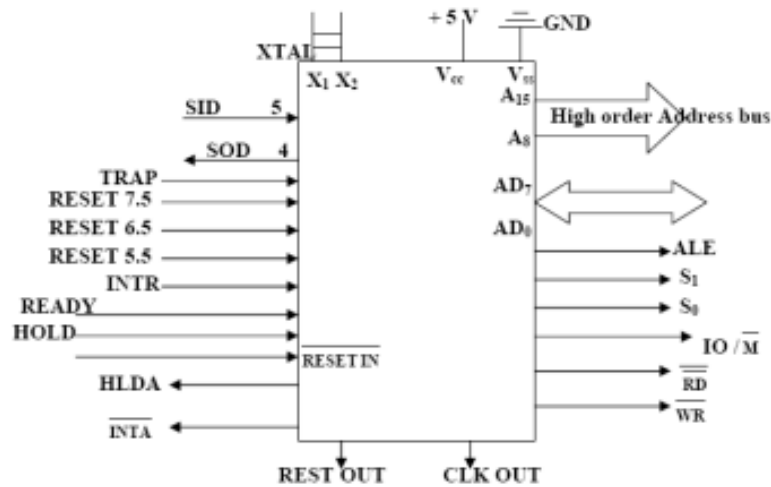 + 5 V
GND
XTAL
X₁ X₂
Vcc
Vss
A₁₅
High order Address bus
A₈
SID 5
SOD 4
TRAP
RESET 7.5
RESET 6.5
RESET 5.5
INTR
READY
HOLD
RESET IN
HLDA
INTA
AD₇
AD₀
ALE
S₁
S₀
IO / M
RD
WR
REST OUT
CLK OUT